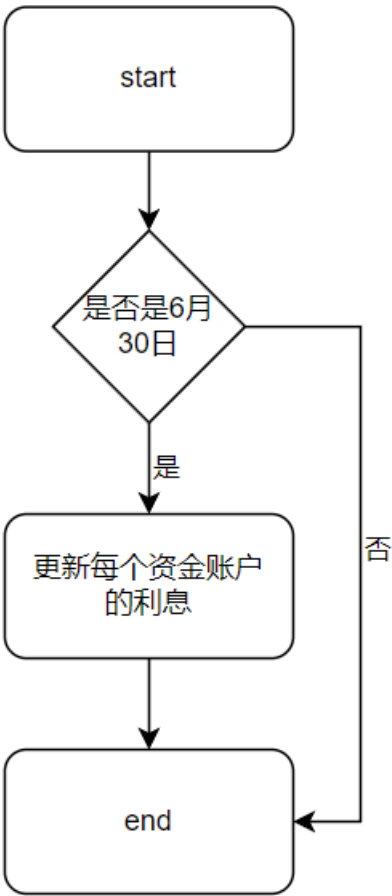 start
是否是6月
30日
是
更新每个资金账户
的利息
否
end